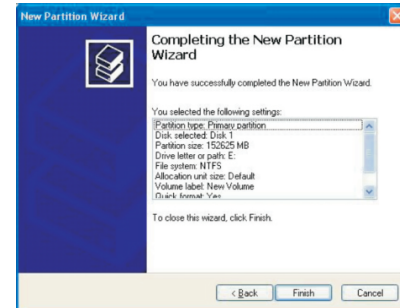 New Partition Wizard
Completing the New Partition
Wizard
You have successfully completed the New Partition Wizard.
You selected the following settings:
Partition type: Primary partition
Disk selected: Disk 1
Partition size: 152625 MB
Drive letter or path: E:
File system: NTFS
Allocation unit size: Default
Volume label: New Volume
Quick format: Yes
To close this wizard, click Finish.
< Back
Finish
Cancel